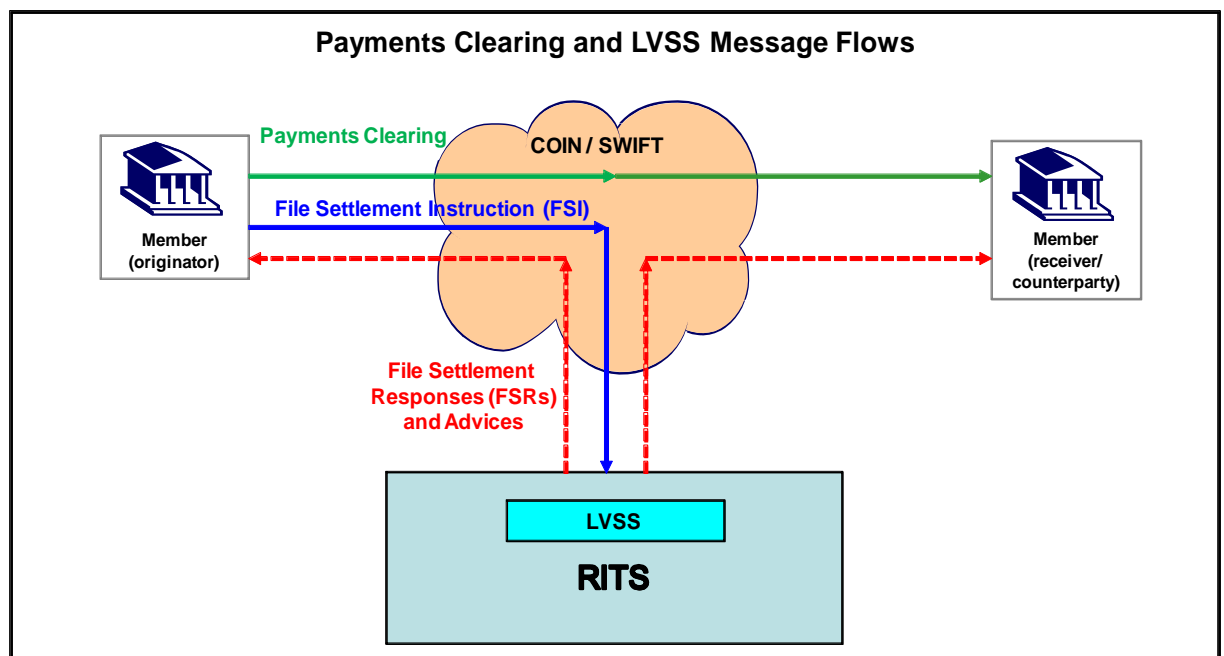 Payments Clearing and LVSS Message Flows
Payments Clearing
COIN / SWIFT
File Settlement Instruction (FSI)
Member
(originator)
Member
(receiver/
counterparty)
File Settlement
Responses (FSRs)
and Advices
LVSS
RITS